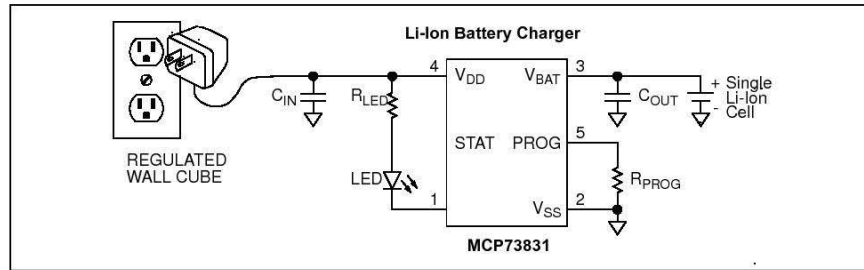 Li-Ion Battery Charger
4
V_DD
V_BAT
3
C_IN
R_LED
C_OUT
+ Single
Li-Ion
- Cell
STAT
PROG
5
REGULATED
WALL CUBE
LED
R_PROG
1
V_SS
2
MCP73831